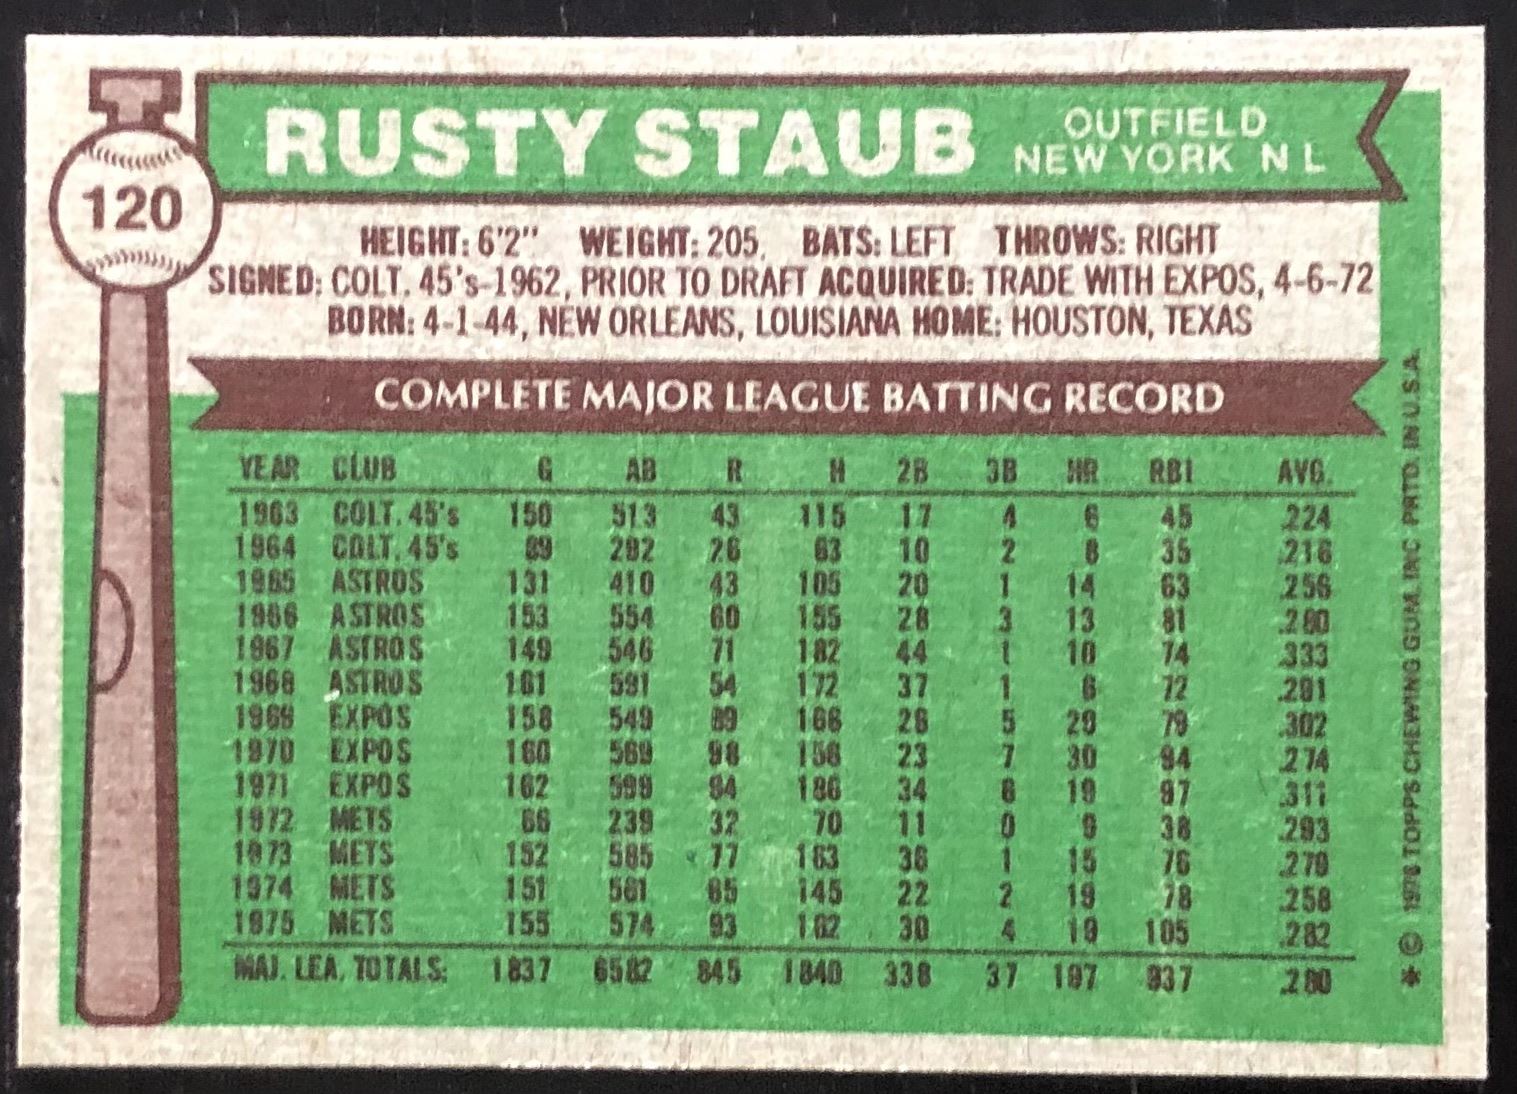 120
RUSTY STAUB
OUTFIELD
NEW YORK N L
HEIGHT: 6'2" WEIGHT: 205. BATS: LEFT THROWS: RIGHT
SIGNED: COLT. 45's-1962, PRIOR TO DRAFT ACQUIRED: TRADE WITH EXPOS, 4-6-72
BORN: 4-1-44, NEW ORLEANS, LOUISIANA HOME: HOUSTON, TEXAS
COMPLETE MAJOR LEAGUE BATTING RECORD
YEAR CLUB G AB R H 2B 3B HR RBI AVG.
1963 COLT. 45's 150 513 43 115 17 4 6 45 .224
1964 COLT. 45's 89 292 26 63 10 2 8 35 .216
1965 ASTROS 131 410 43 105 20 1 14 63 .256
1966 ASTROS 153 554 60 155 28 3 13 81 .280
1967 ASTROS 149 546 71 182 44 1 10 74 .333
1968 ASTROS 161 591 54 172 37 1 6 72 .291
1969 EXPOS 158 549 89 166 26 5 29 79 .302
1970 EXPOS 160 569 98 156 23 7 30 94 .274
1971 EXPOS 162 599 94 186 34 6 19 97 .311
1972 METS 66 239 32 70 11 0 9 38 .293
1973 METS 152 585 77 163 36 1 15 76 .279
1974 METS 151 561 65 145 22 2 19 78 .258
1975 METS 155 574 93 162 30 4 19 105 .282
MAJ. LEA. TOTALS: 1837 6582 845 1840 338 37 197 937 .280
* © 1976 TOPPS CHEWING GUM, INC PRTD. IN U.S.A.